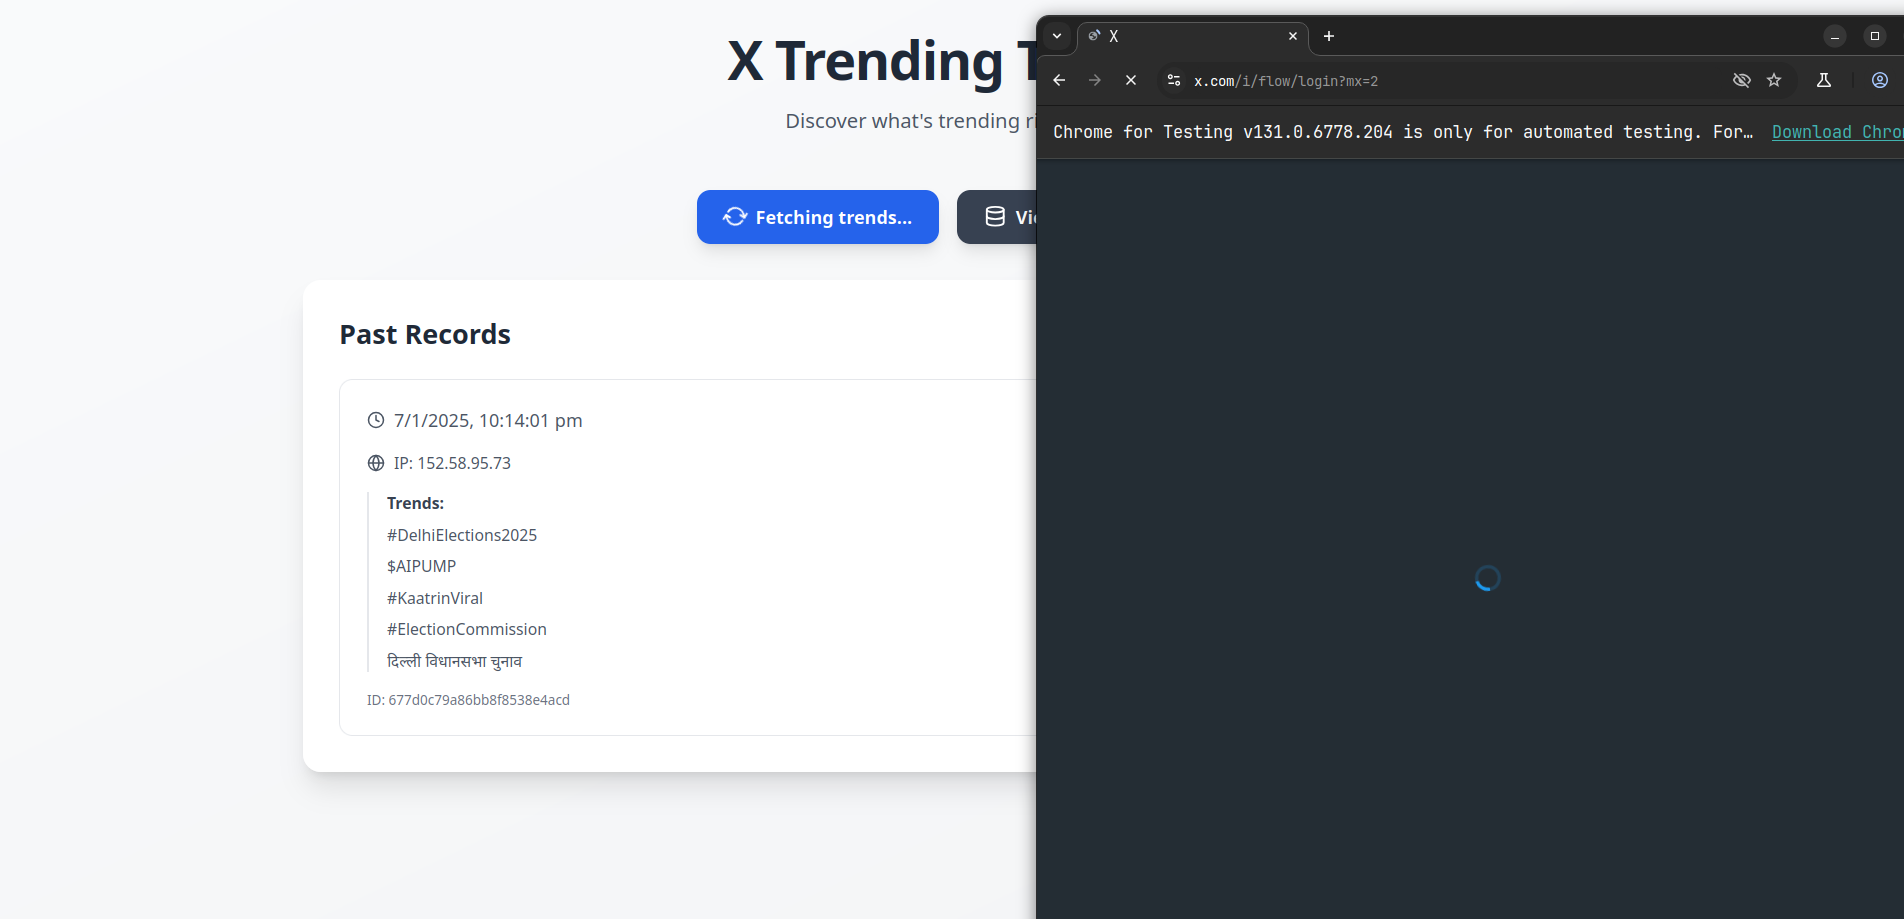 X Trending T
Discover what's trending ri
Fetching trends...
Vie
Past Records
7/1/2025, 10:14:01 pm
IP: 152.58.95.73
Trends:
#DelhiElections2025
$AIPUMP
#KaatrinViral
#ElectionCommission
दिल्ली विधानसभा चुनाव
ID: 677d0c79a86bb8f8538e4acd
X
x.com/i/flow/login?mx=2
Chrome for Testing v131.0.6778.204 is only for automated testing. For… Download Chro